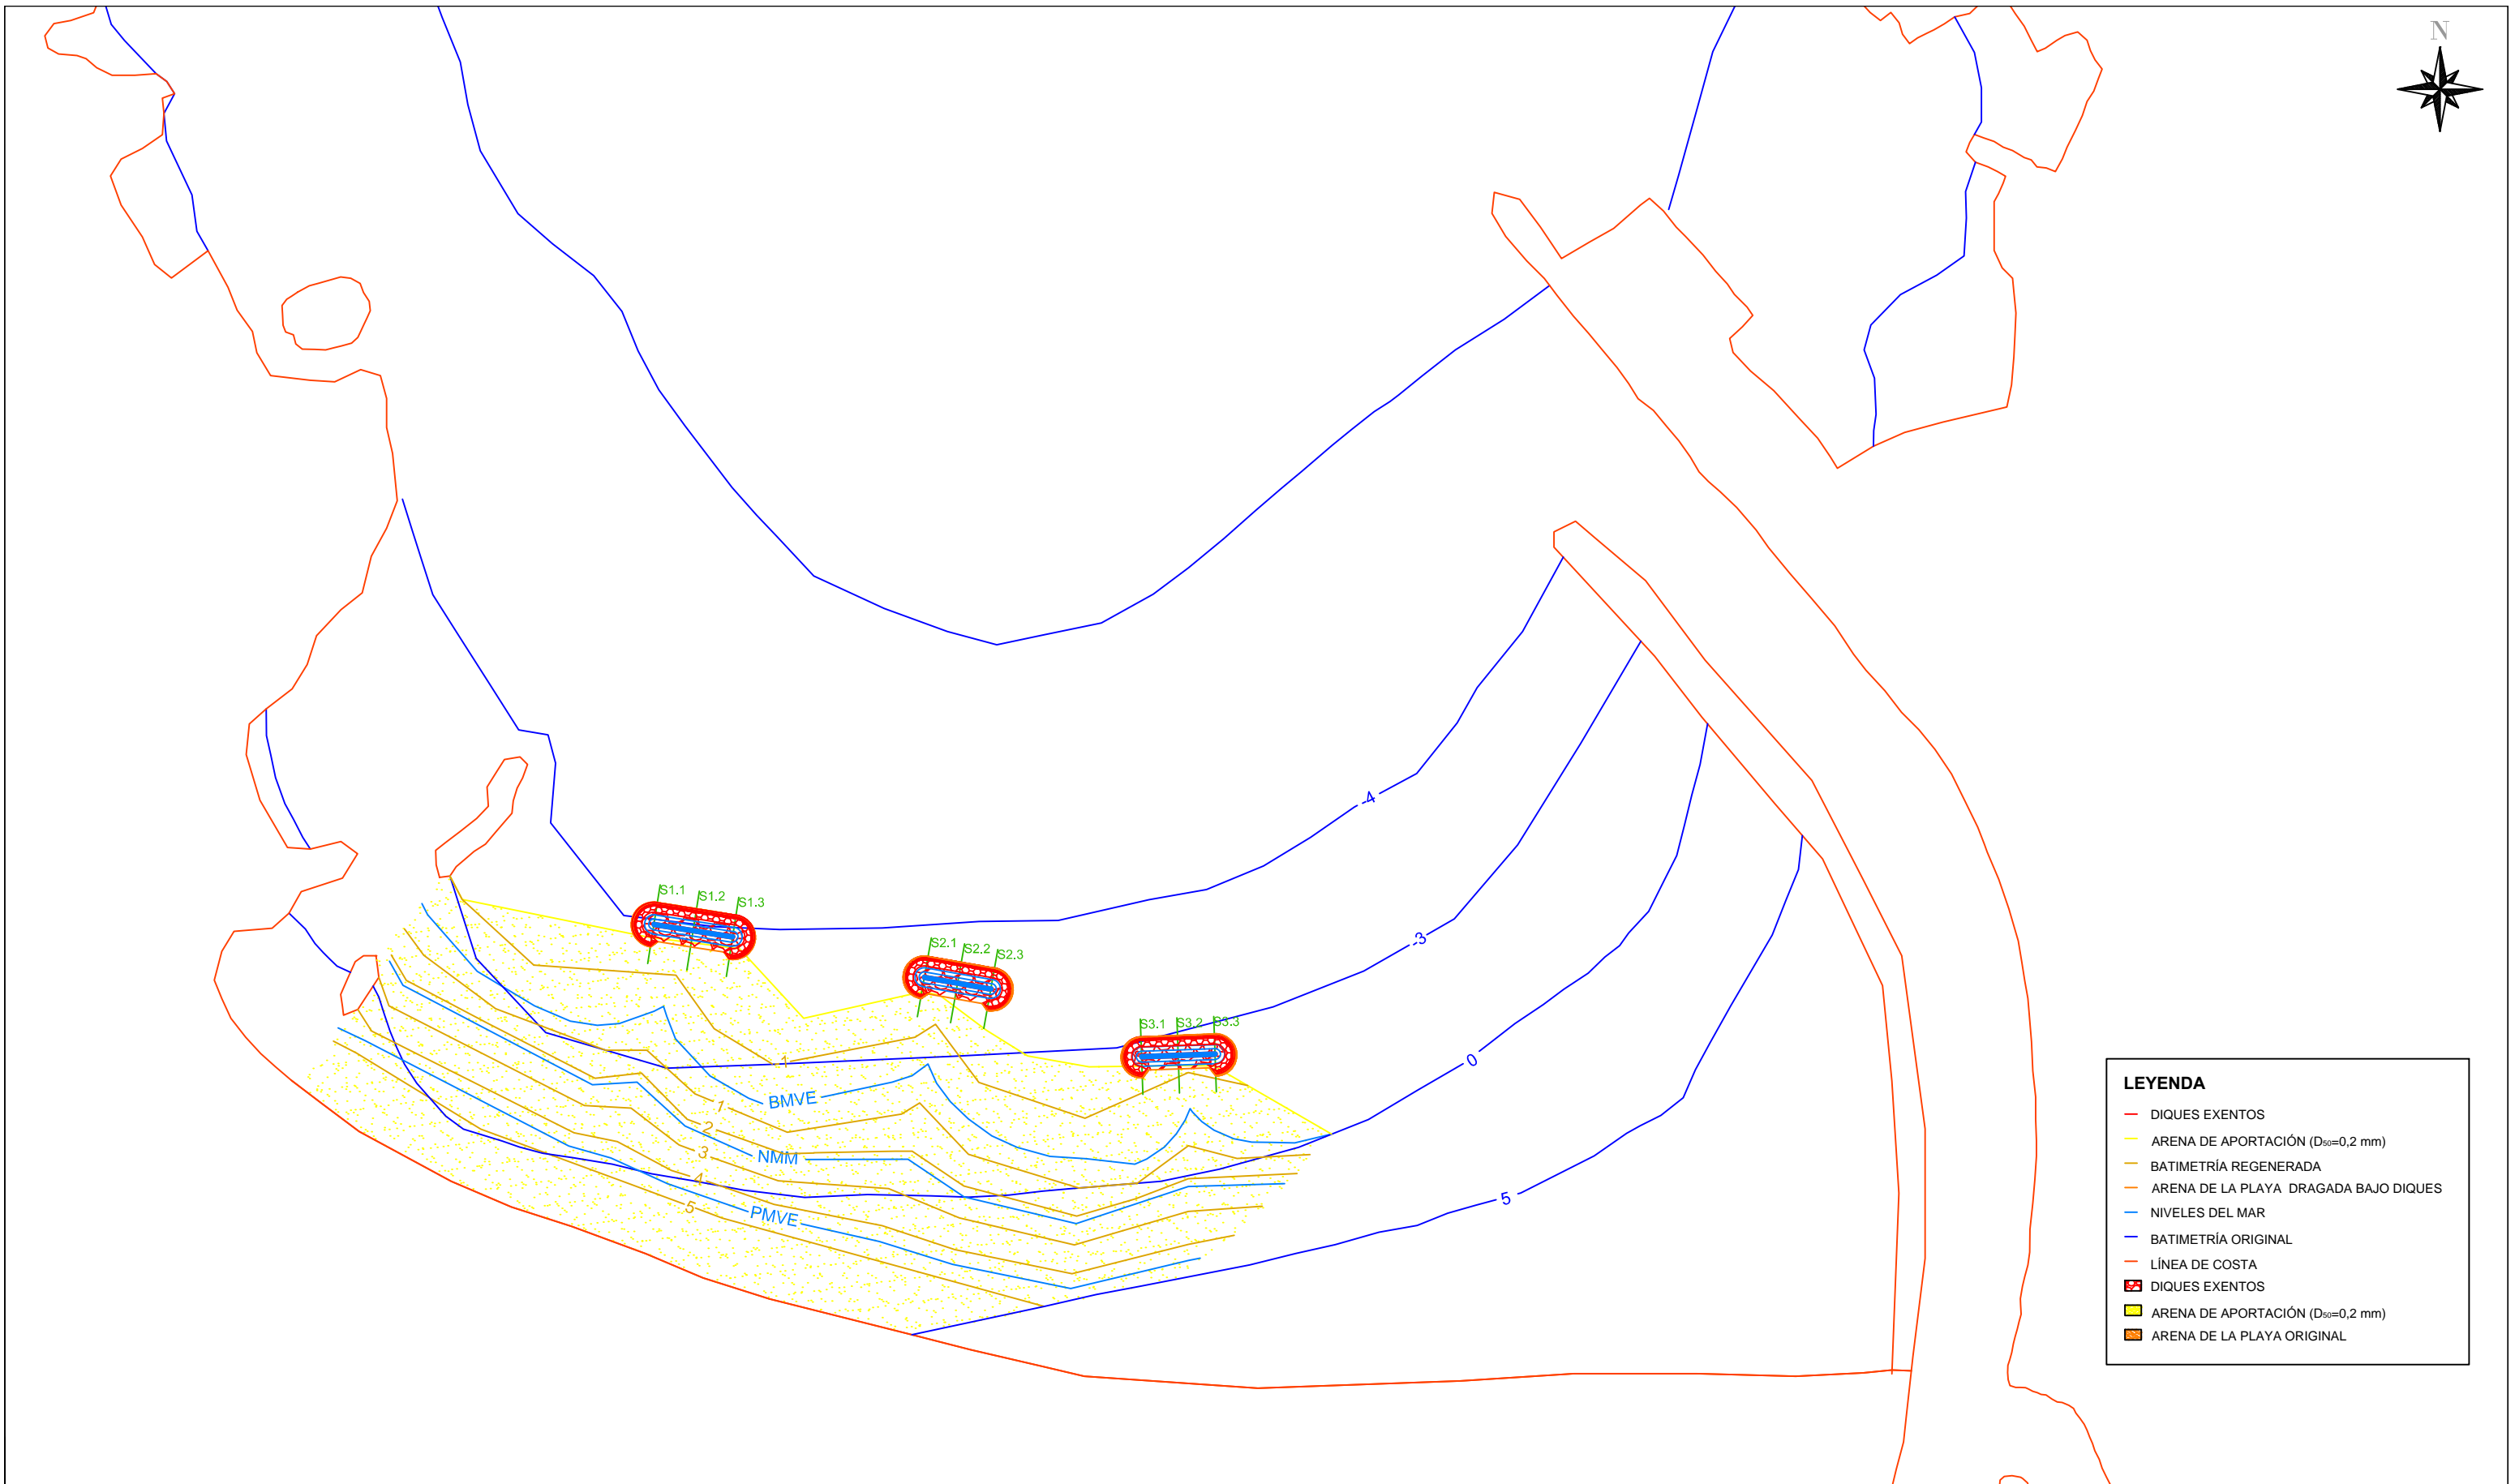 N
S1.1
S1.2
S1.3
S2.1
S2.2
S2.3
S3.1
S3.2
S3.3
-4
-3
0
5
1
BMVE
1
2
NMM
3
4
5
PMVE
LEYENDA
DIQUES EXENTOS
ARENA DE APORTACIÓN (D₅₀=0,2 mm)
BATIMETRÍA REGENERADA
ARENA DE LA PLAYA DRAGADA BAJO DIQUES
NIVELES DEL MAR
BATIMETRÍA ORIGINAL
LÍNEA DE COSTA
DIQUES EXENTOS
ARENA DE APORTACIÓN (D₅₀=0,2 mm)
ARENA DE LA PLAYA ORIGINAL